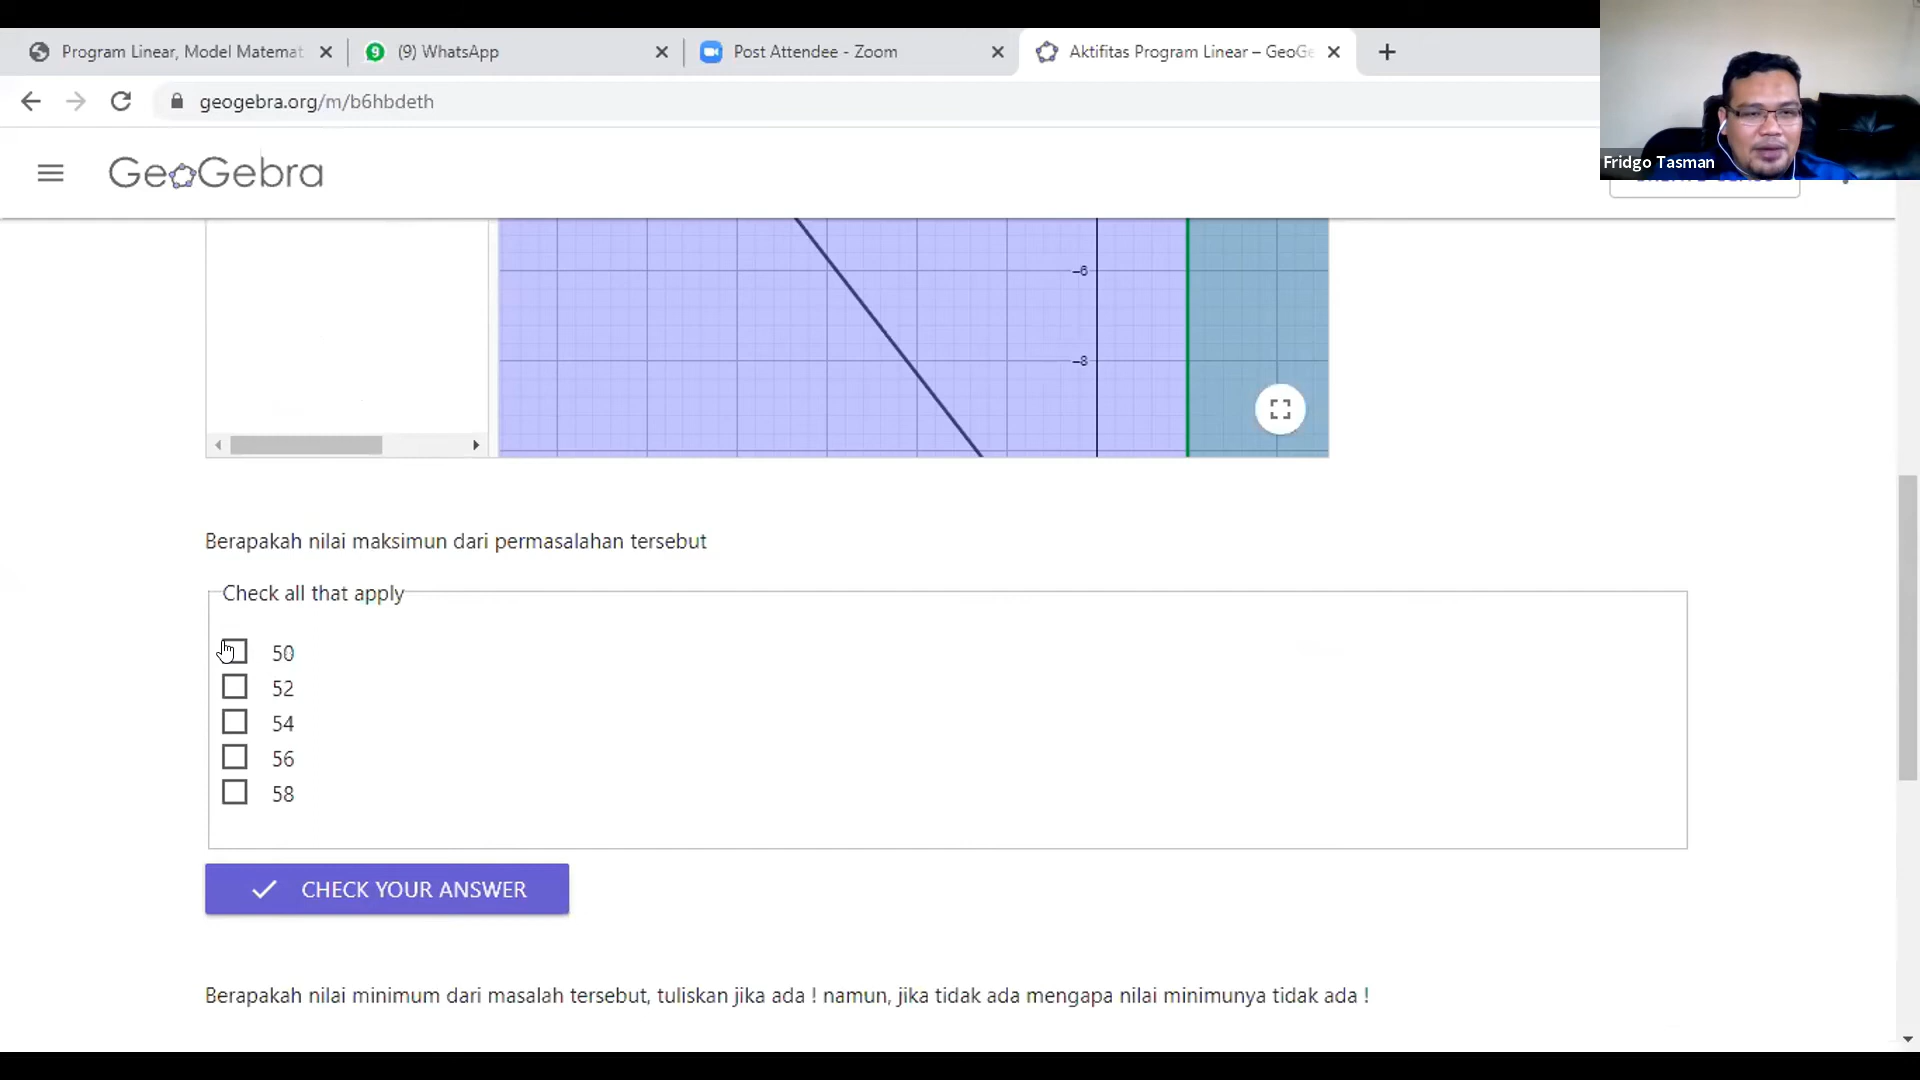 Program Linear, Model Matemat
(9) WhatsApp
Post Attendee - Zoom
Aktifitas Program Linear – GeoGe
geogebra.org/m/b6hbdeth
GeoGebra
Fridgo Tasman
–6
–8
Berapakah nilai maksimun dari permasalahan tersebut
Check all that apply
50
52
54
56
58
CHECK YOUR ANSWER
Berapakah nilai minimum dari masalah tersebut, tuliskan jika ada ! namun, jika tidak ada mengapa nilai minimunya tidak ada !